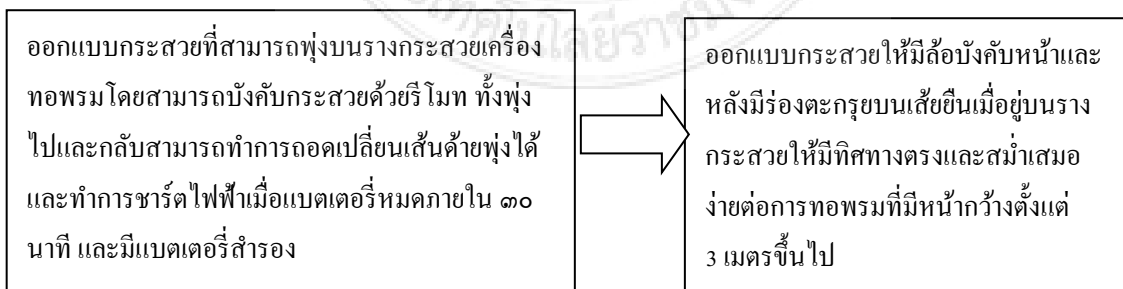 ออกแบบกระสวยที่สามารถพุ่งบนรางกระสวยเครื่อง
ทอพรมโดยสามารถบังคับกระสวยด้วยรีโมท ทั้งพุ่ง
ไปและกลับสามารถทำการถอดเปลี่ยนเส้นด้ายพุ่งได้
และทำการชาร์ตไฟฟ้าเมื่อแบตเตอรี่หมดภายใน ๓๐
นาที และมีแบตเตอรี่สำรอง
ออกแบบกระสวยให้มีล้อบังคับหน้าและ
หลังมีร่องตะกรุยบนเส้ยยืนเมื่อยู่บนราง
กระสวยให้มีทิศทางตรงและสม่ำเสมอ
ง่ายต่อการทอพรมที่มีหน้ากว้างตั้งแต่
3 เมตรขึ้นไป